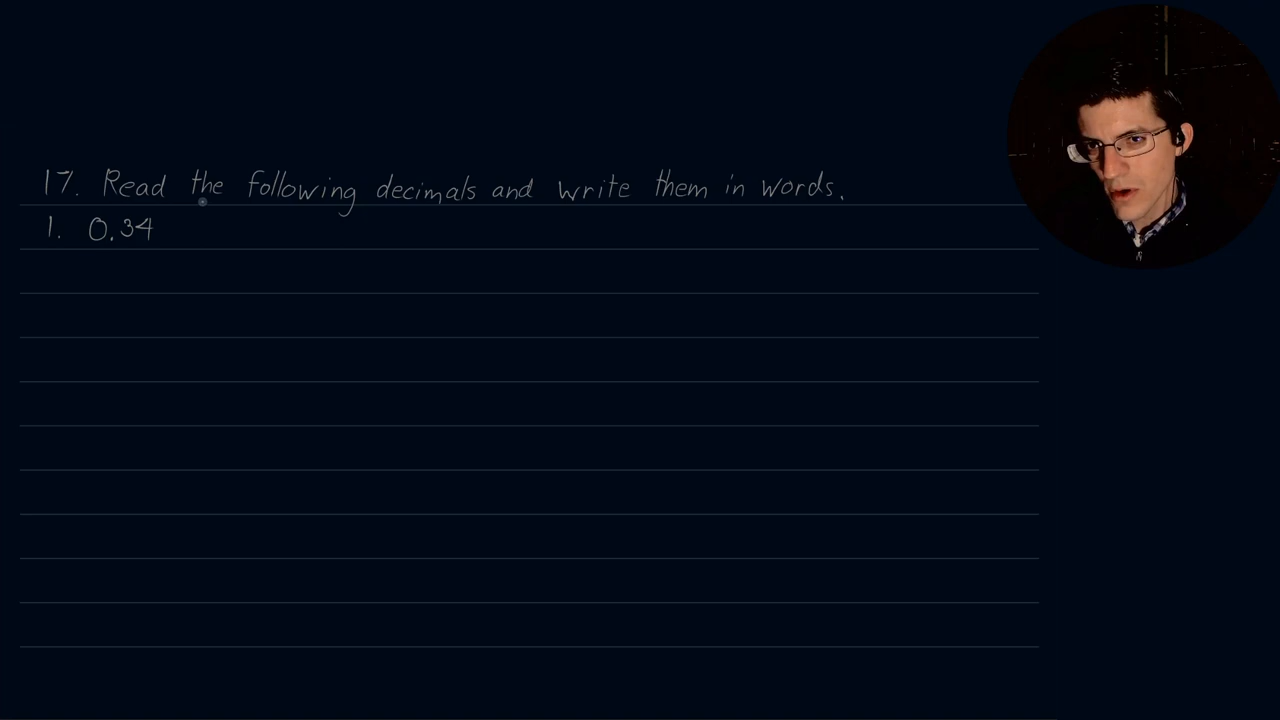 17. Read the following decimals and write them in words.
1. 0.34